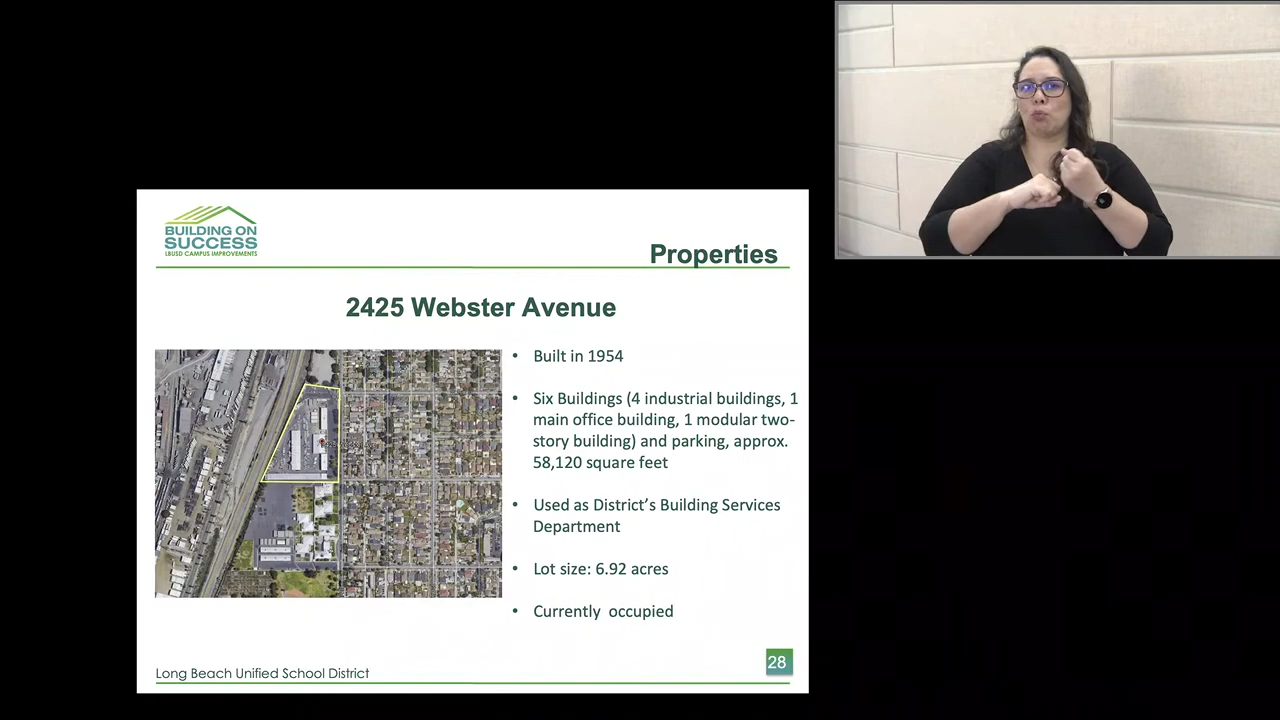 BUILDING ON
SUCCESS
LBUSD CAMPUS IMPROVEMENTS
Properties
2425 Webster Avenue
• Built in 1954
• Six Buildings (4 industrial buildings, 1
main office building, 1 modular two-
story building) and parking, approx.
58,120 square feet
• Used as District’s Building Services
Department
• Lot size: 6.92 acres
• Currently  occupied
Long Beach Unified School District
28